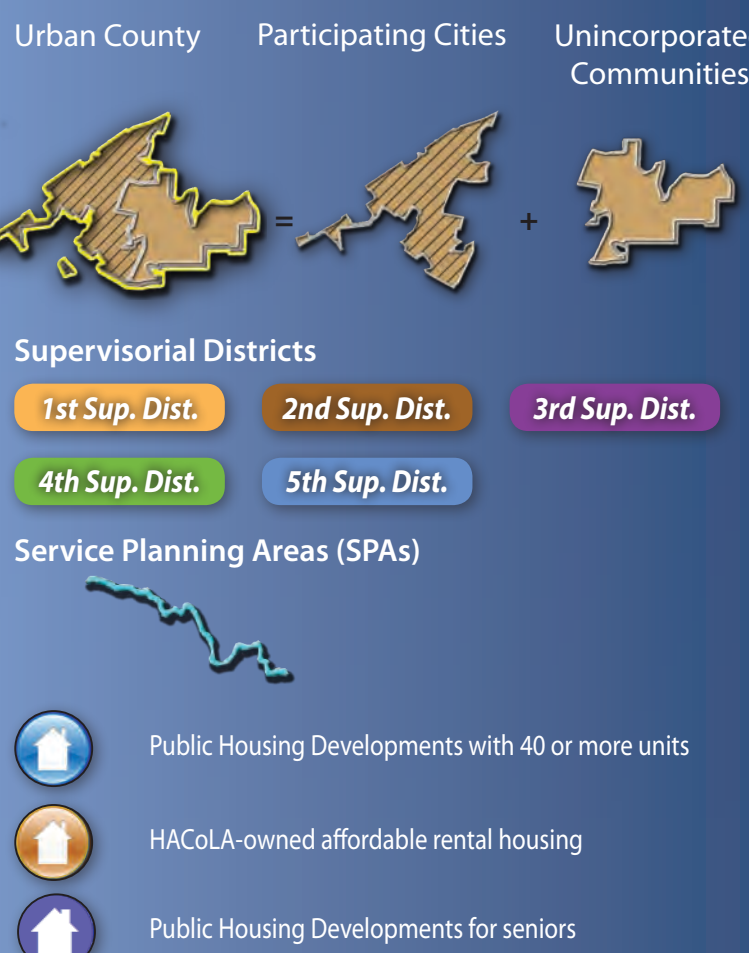 Urban County Participating Cities Unincorporate
Communities
= +
Supervisorial Districts
1st Sup. Dist. 2nd Sup. Dist. 3rd Sup. Dist.
4th Sup. Dist. 5th Sup. Dist.
Service Planning Areas (SPAs)
Public Housing Developments with 40 or more units
HACoLA-owned affordable rental housing
Public Housing Developments for seniors